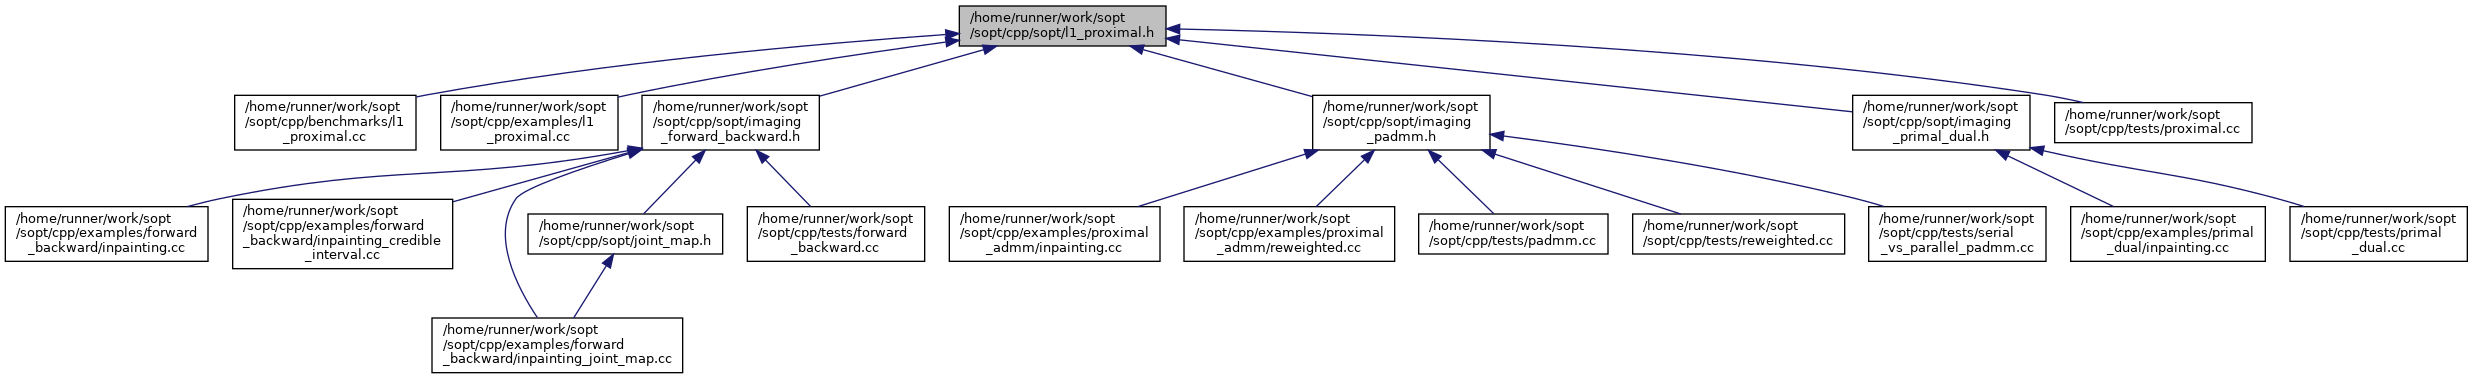 /home/runner/work/sopt
/sopt/cpp/sopt/l1_proximal.h
/home/runner/work/sopt
/sopt/cpp/benchmarks/l1
_proximal.cc
/home/runner/work/sopt
/sopt/cpp/examples/l1
_proximal.cc
/home/runner/work/sopt
/sopt/cpp/sopt/imaging
_forward_backward.h
/home/runner/work/sopt
/sopt/cpp/sopt/imaging
_padmm.h
/home/runner/work/sopt
/sopt/cpp/sopt/imaging
_primal_dual.h
/home/runner/work/sopt
/sopt/cpp/tests/proximal.cc
/home/runner/work/sopt
/sopt/cpp/examples/forward
_backward/inpainting.cc
/home/runner/work/sopt
/sopt/cpp/examples/forward
_backward/inpainting_credible
_interval.cc
/home/runner/work/sopt
/sopt/cpp/sopt/joint_map.h
/home/runner/work/sopt
/sopt/cpp/tests/forward
_backward.cc
/home/runner/work/sopt
/sopt/cpp/examples/proximal
_admm/inpainting.cc
/home/runner/work/sopt
/sopt/cpp/examples/proximal
_admm/reweighted.cc
/home/runner/work/sopt
/sopt/cpp/tests/padmm.cc
/home/runner/work/sopt
/sopt/cpp/tests/reweighted.cc
/home/runner/work/sopt
/sopt/cpp/tests/serial
_vs_parallel_padmm.cc
/home/runner/work/sopt
/sopt/cpp/examples/primal
_dual/inpainting.cc
/home/runner/work/sopt
/sopt/cpp/tests/primal
_dual.cc
/home/runner/work/sopt
/sopt/cpp/examples/forward
_backward/inpainting_joint_map.cc